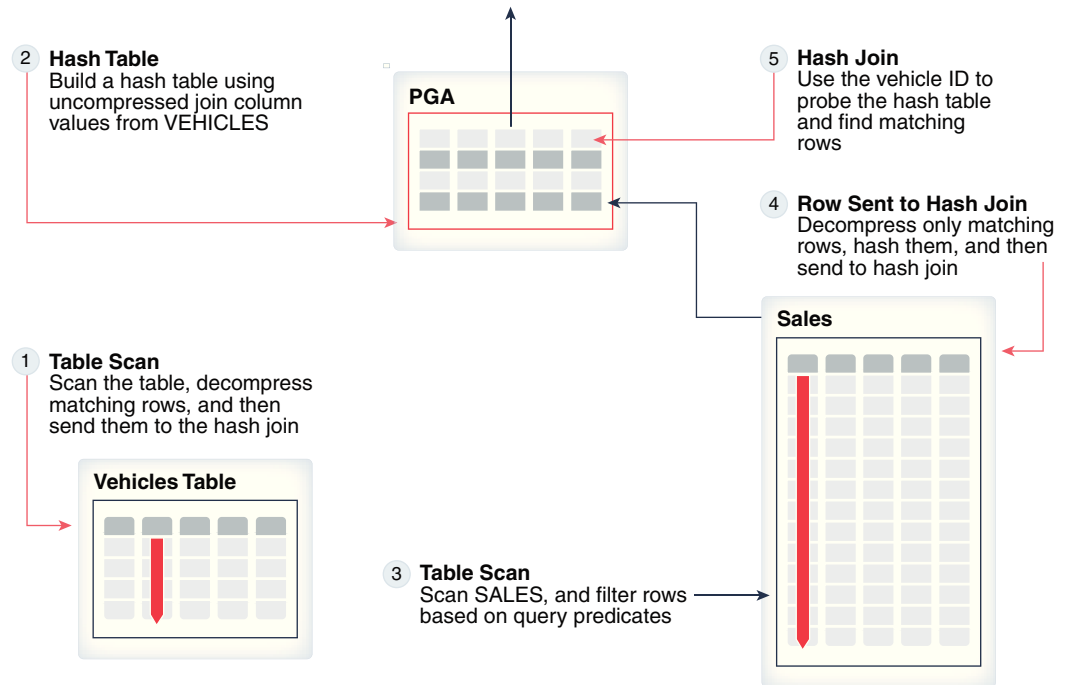 2 Hash Table
Build a hash table using
uncompressed join column
values from VEHICLES
PGA
5 Hash Join
Use the vehicle ID to
probe the hash table
and find matching
rows
4 Row Sent to Hash Join
Decompress only matching
rows, hash them, and then
send to hash join
Sales
1 Table Scan
Scan the table, decompress
matching rows, and then
send them to the hash join
Vehicles Table
3 Table Scan
Scan SALES, and filter rows
based on query predicates